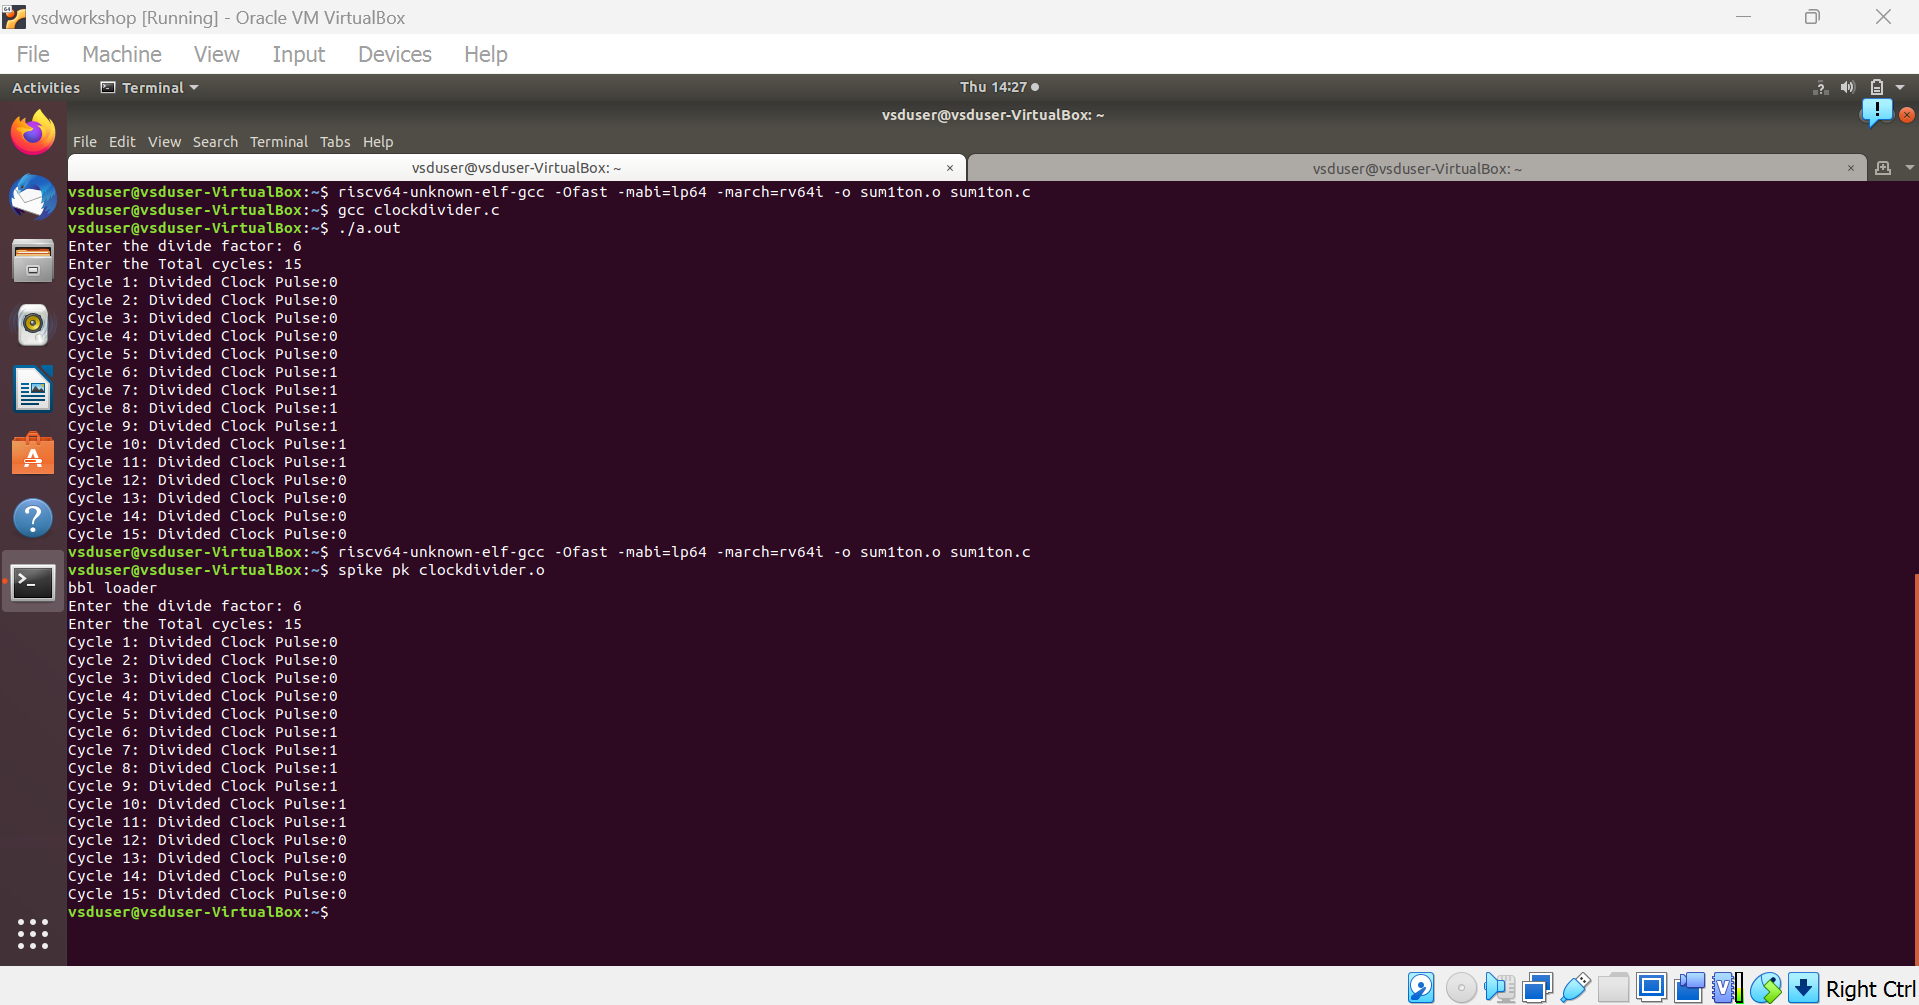 vsdworkshop [Running] - Oracle VM VirtualBox
File Machine View Input Devices Help
Activities Terminal Thu 14:27
vsduser@vsduser-VirtualBox: ~
File Edit View Search Terminal Tabs Help
vsduser@vsduser-VirtualBox: ~ vsduser@vsduser-VirtualBox: ~
vsduser@vsduser-VirtualBox:~$ riscv64-unknown-elf-gcc -Ofast -mabi=lp64 -march=rv64i -o sum1ton.o sum1ton.c
vsduser@vsduser-VirtualBox:~$ gcc clockdivider.c
vsduser@vsduser-VirtualBox:~$ ./a.out
Enter the divide factor: 6
Enter the Total cycles: 15
Cycle 1: Divided Clock Pulse:0
Cycle 2: Divided Clock Pulse:0
Cycle 3: Divided Clock Pulse:0
Cycle 4: Divided Clock Pulse:0
Cycle 5: Divided Clock Pulse:0
Cycle 6: Divided Clock Pulse:1
Cycle 7: Divided Clock Pulse:1
Cycle 8: Divided Clock Pulse:1
Cycle 9: Divided Clock Pulse:1
Cycle 10: Divided Clock Pulse:1
Cycle 11: Divided Clock Pulse:1
Cycle 12: Divided Clock Pulse:0
Cycle 13: Divided Clock Pulse:0
Cycle 14: Divided Clock Pulse:0
Cycle 15: Divided Clock Pulse:0
vsduser@vsduser-VirtualBox:~$ riscv64-unknown-elf-gcc -Ofast -mabi=lp64 -march=rv64i -o sum1ton.o sum1ton.c
vsduser@vsduser-VirtualBox:~$ spike pk clockdivider.o
bbl loader
Enter the divide factor: 6
Enter the Total cycles: 15
Cycle 1: Divided Clock Pulse:0
Cycle 2: Divided Clock Pulse:0
Cycle 3: Divided Clock Pulse:0
Cycle 4: Divided Clock Pulse:0
Cycle 5: Divided Clock Pulse:0
Cycle 6: Divided Clock Pulse:1
Cycle 7: Divided Clock Pulse:1
Cycle 8: Divided Clock Pulse:1
Cycle 9: Divided Clock Pulse:1
Cycle 10: Divided Clock Pulse:1
Cycle 11: Divided Clock Pulse:1
Cycle 12: Divided Clock Pulse:0
Cycle 13: Divided Clock Pulse:0
Cycle 14: Divided Clock Pulse:0
Cycle 15: Divided Clock Pulse:0
vsduser@vsduser-VirtualBox:~$
Right Ctrl